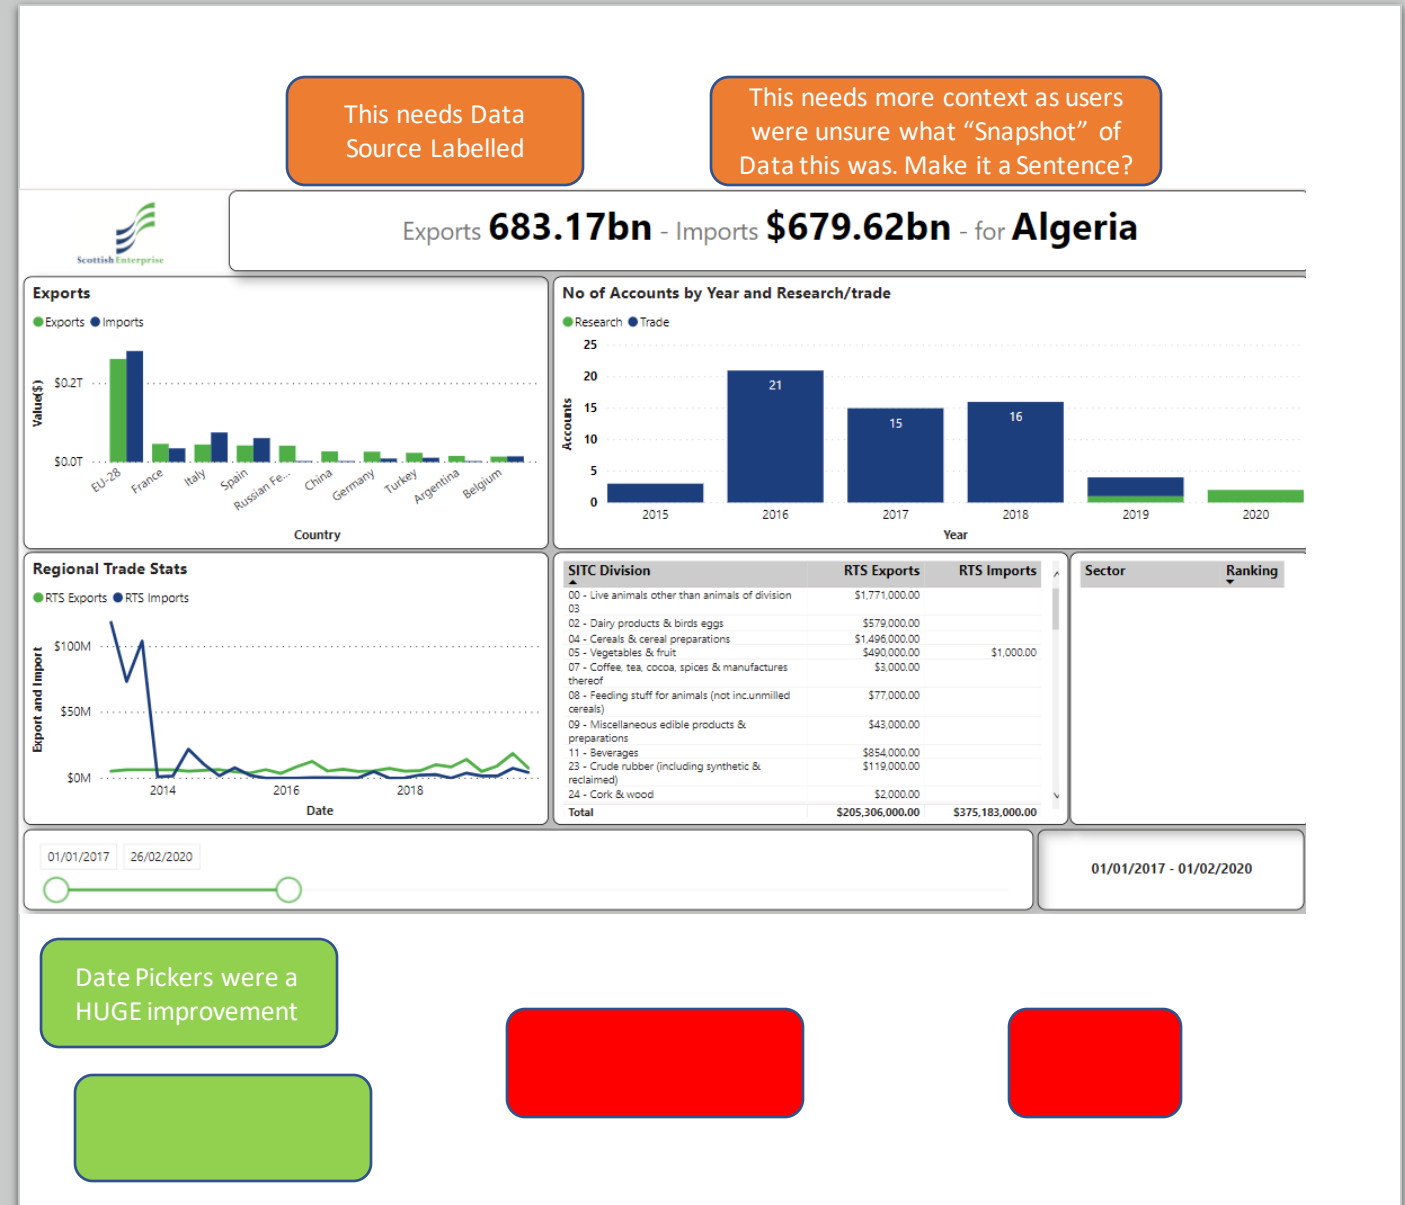 This needs Data
Source Labelled
This needs more context as users
were unsure what “Snapshot” of
Data this was. Make it a Sentence?
Scottish Enterprise
Exports 683.17bn - Imports $679.62bn - for Algeria
Exports
Exports Imports
Value($)
$0.2T
$0.0T
EU-28 France Italy Spain Russian Fe... China Germany Turkey Argentina Belgium
Country
No of Accounts by Year and Research/trade
Research Trade
Accounts
25
20
15
10
5
0
21
15
16
2015 2016 2017 2018 2019 2020
Year
Regional Trade Stats
RTS Exports RTS Imports
Export and Import
$100M
$50M
$0M
2014 2016 2018
Date
SITC Division RTS Exports RTS Imports
00 - Live animals other than animals of division $1,771,000.00
03
02 - Dairy products & birds eggs $579,000.00
04 - Cereals & cereal preparations $1,496,000.00
05 - Vegetables & fruit $490,000.00 $1,000.00
07 - Coffee, tea, cocoa, spices & manufactures $3,000.00
thereof
08 - Feeding stuff for animals (not inc.unmilled $77,000.00
cereals)
09 - Miscellaneous edible products & $43,000.00
preparations
11 - Beverages $854,000.00
23 - Crude rubber (including synthetic & $119,000.00
reclaimed)
24 - Cork & wood $2,000.00
Total $205,306,000.00 $375,183,000.00
Sector Ranking
01/01/2017 26/02/2020
01/01/2017 - 01/02/2020
Date Pickers were a
HUGE improvement